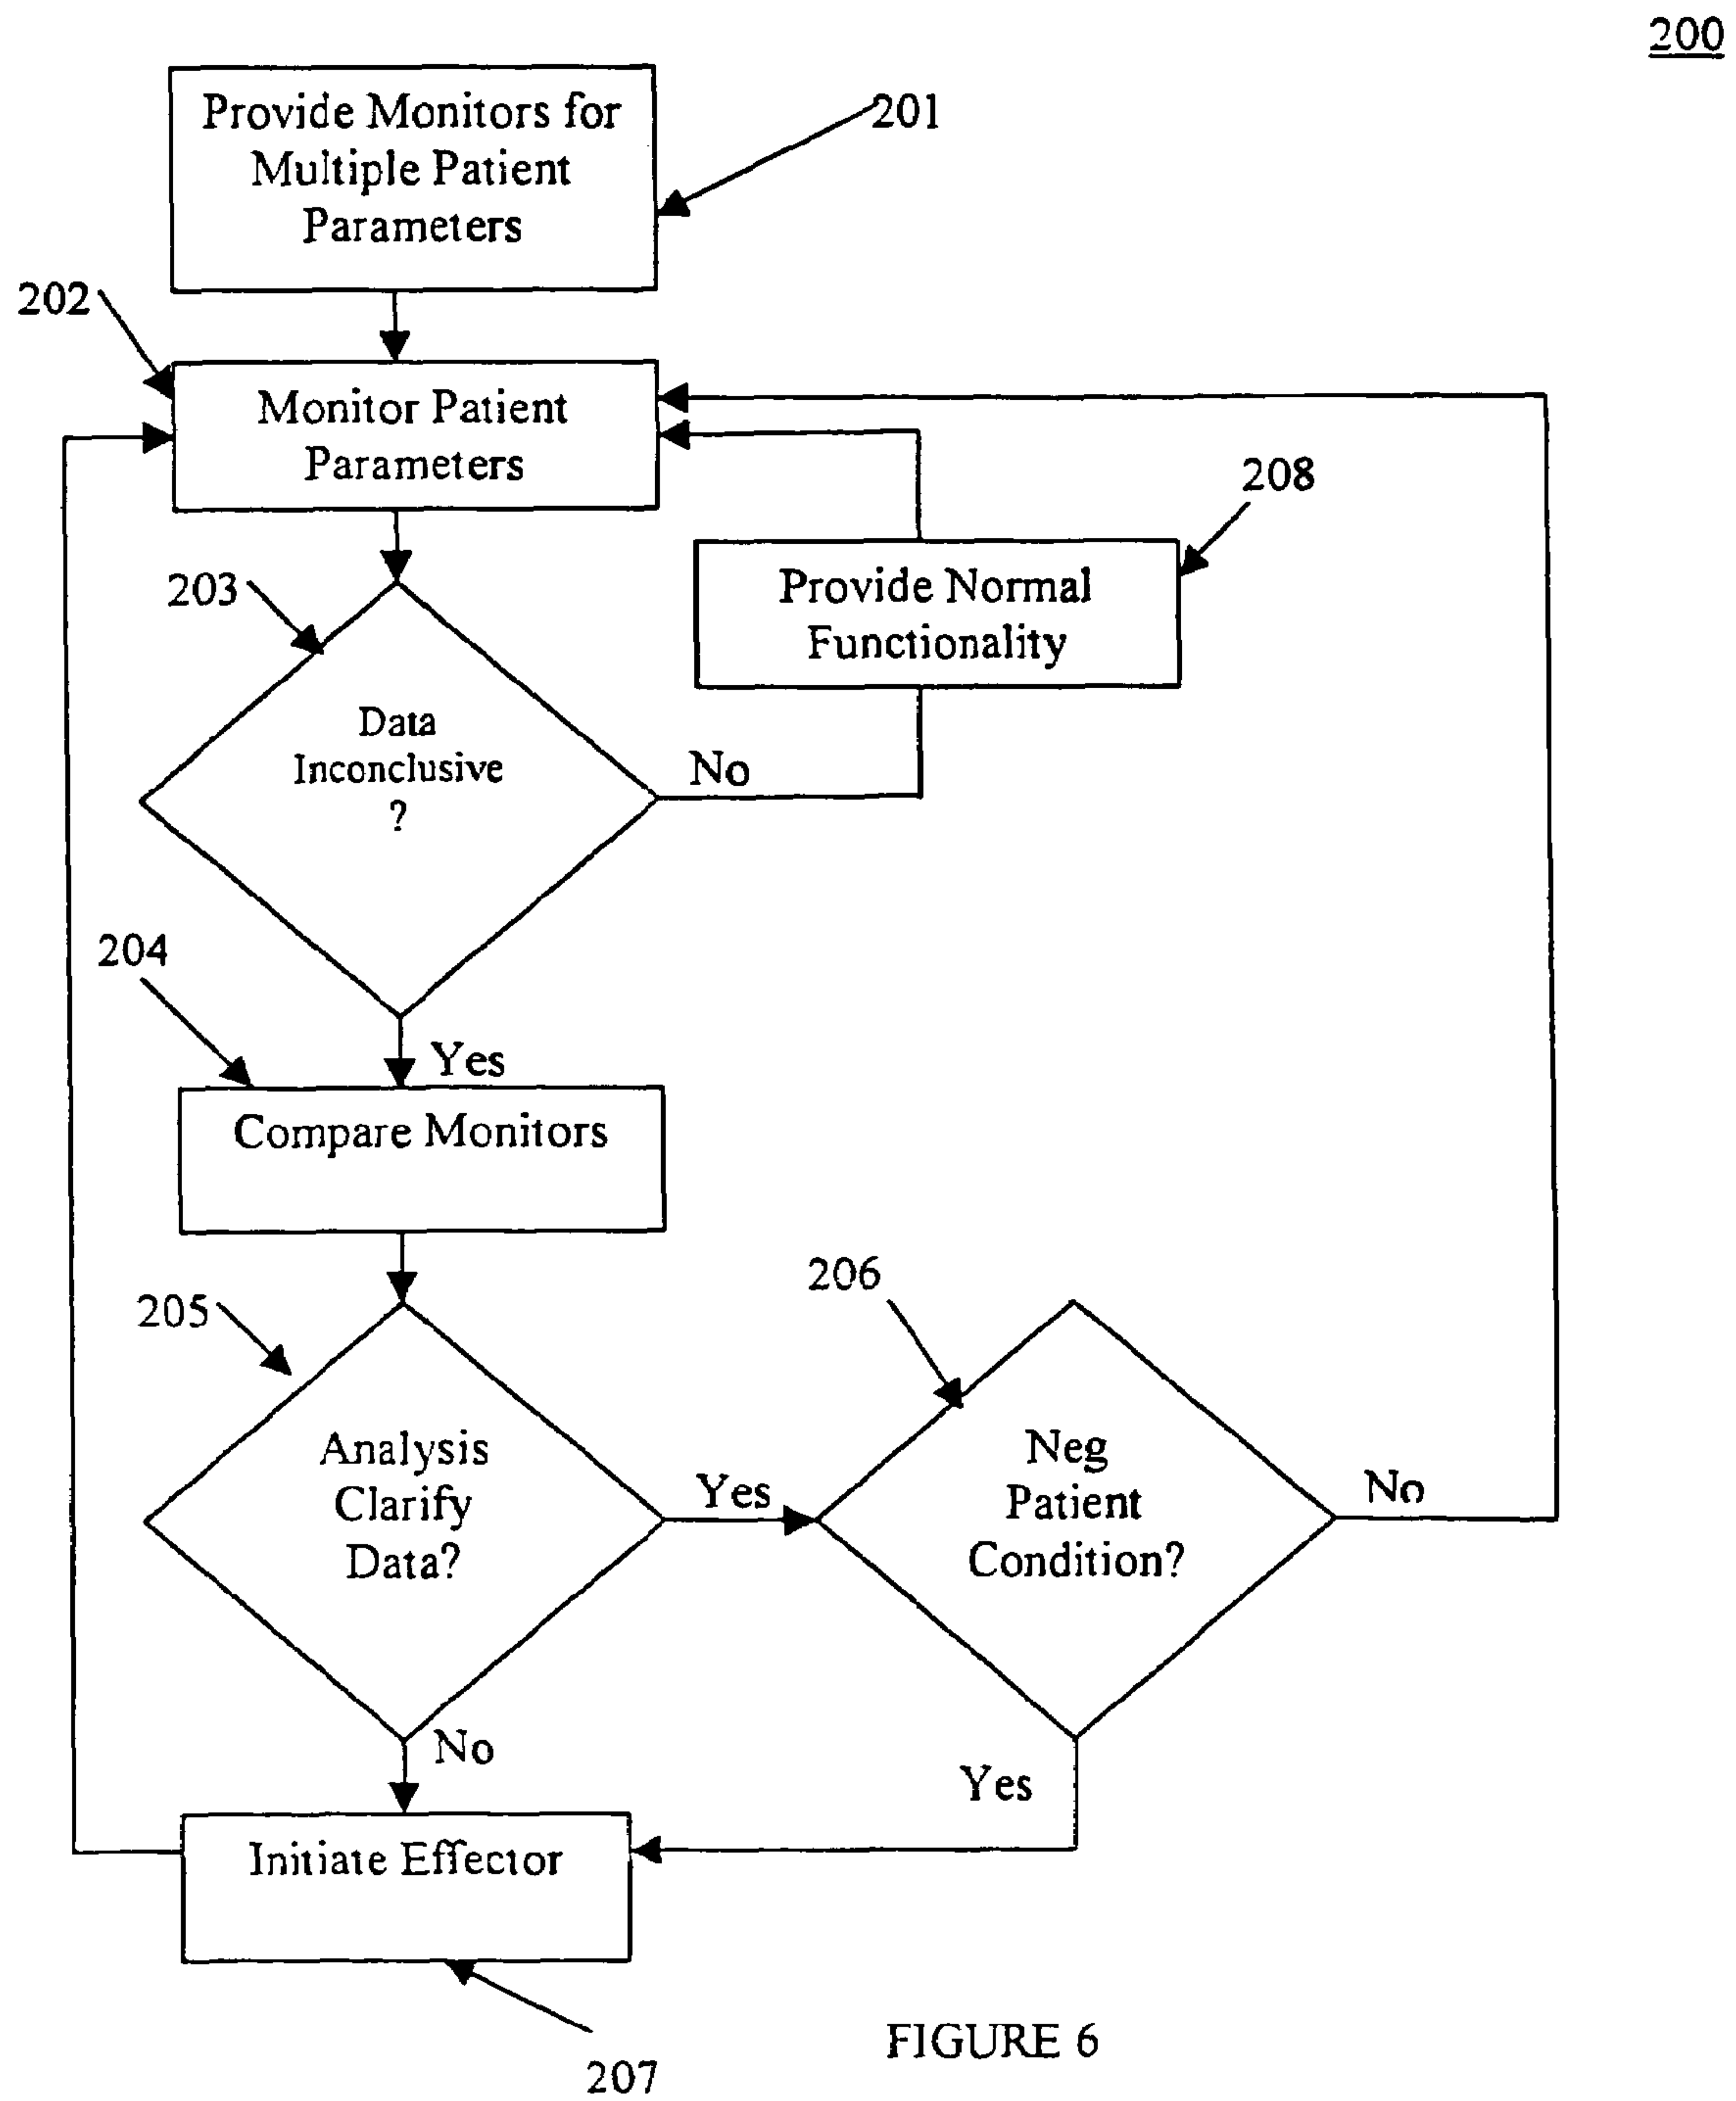 200
Provide Monitors for
Multiple Patient
Parameters
201
202
Monitor Patient
Parameters
208
Provide Normal
Functionality
203
Data
Inconclusive
?
No
204
Yes
Compare Monitors
206
205
Analysis
Clarify
Data?
Yes
Neg
Patient
Condition?
No
No
Yes
Initiate Effector
FIGURE 6
207